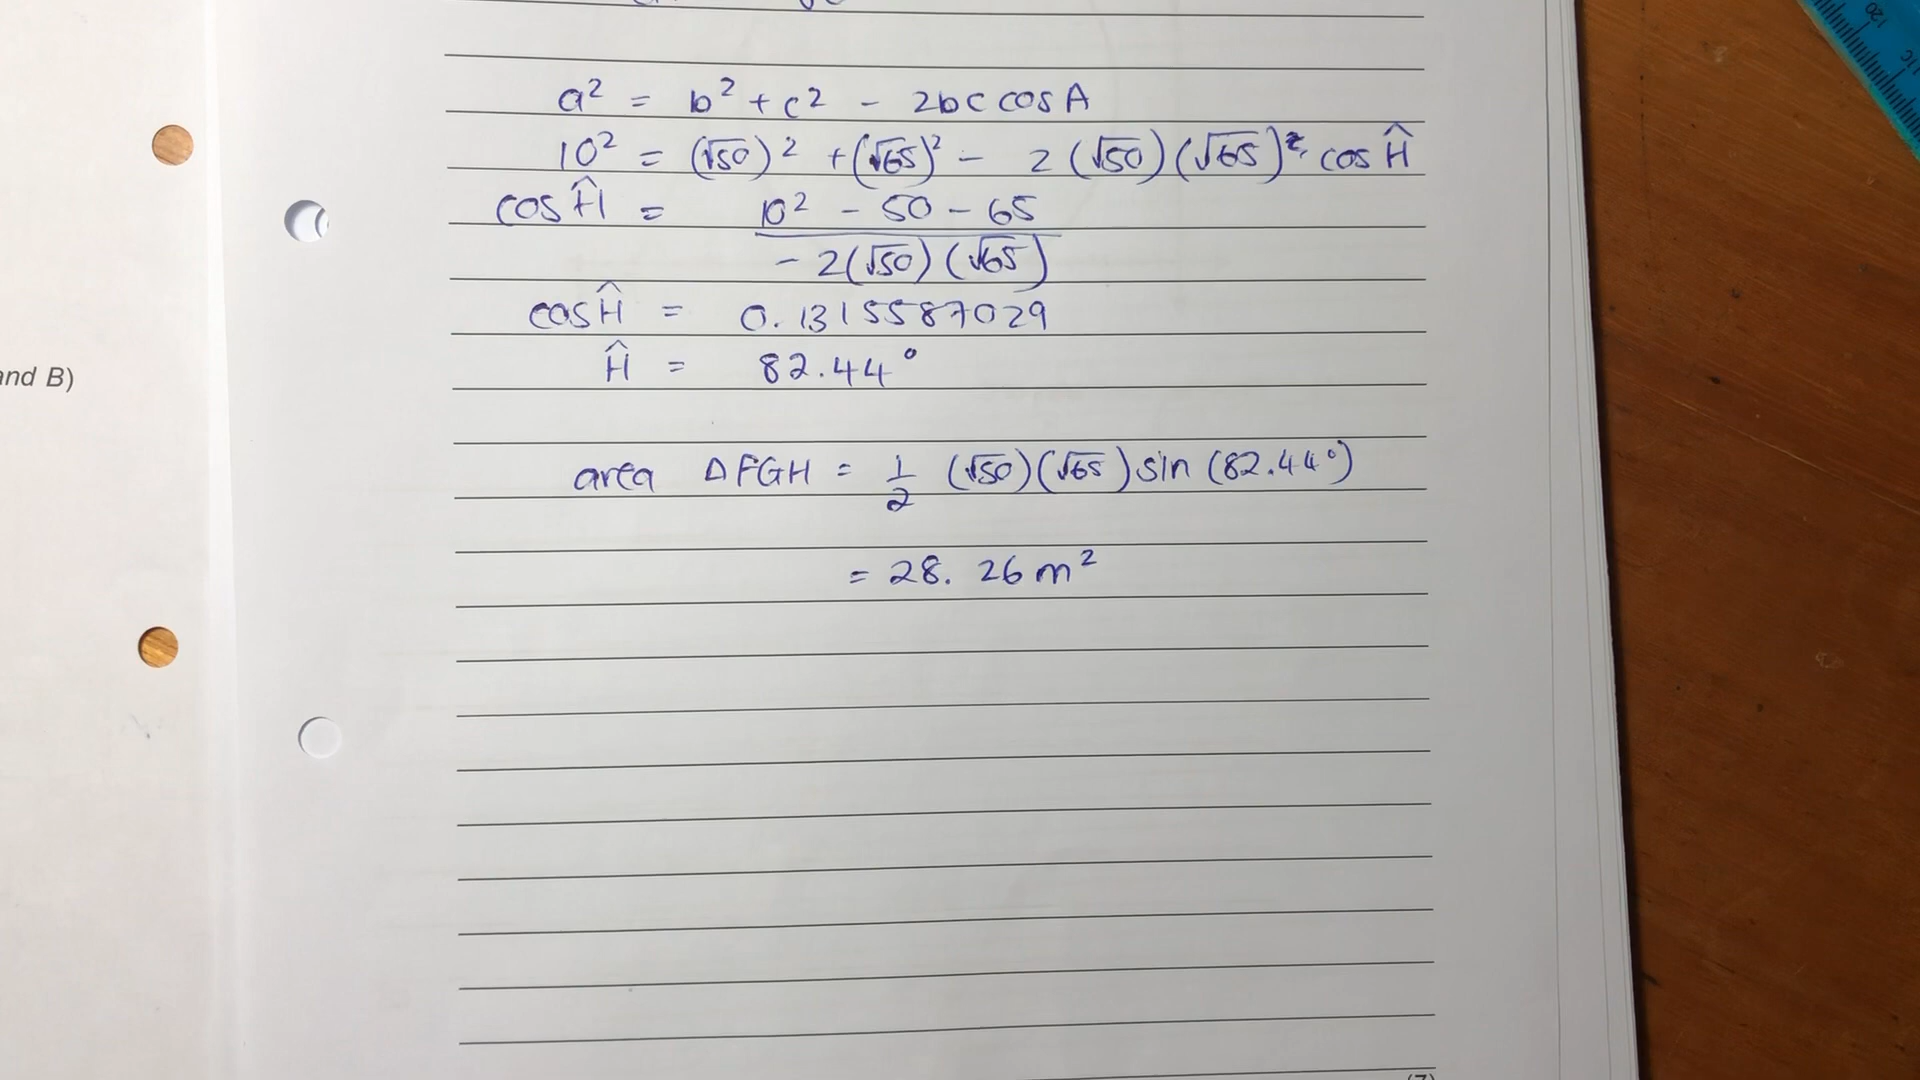 a² = b² + c² - 2bc cos A
10² = (√50)² + (√65)² - 2 (√50)(√65) cos Ĥ
cos Ĥ = 10² - 50 - 65
- 2(√50)(√65)
cos Ĥ = 0.1315587029
Ĥ = 82.44°
and B)
area ΔFGH = 1/2 (√50)(√65) sin (82.44°)
= 28.26 m²